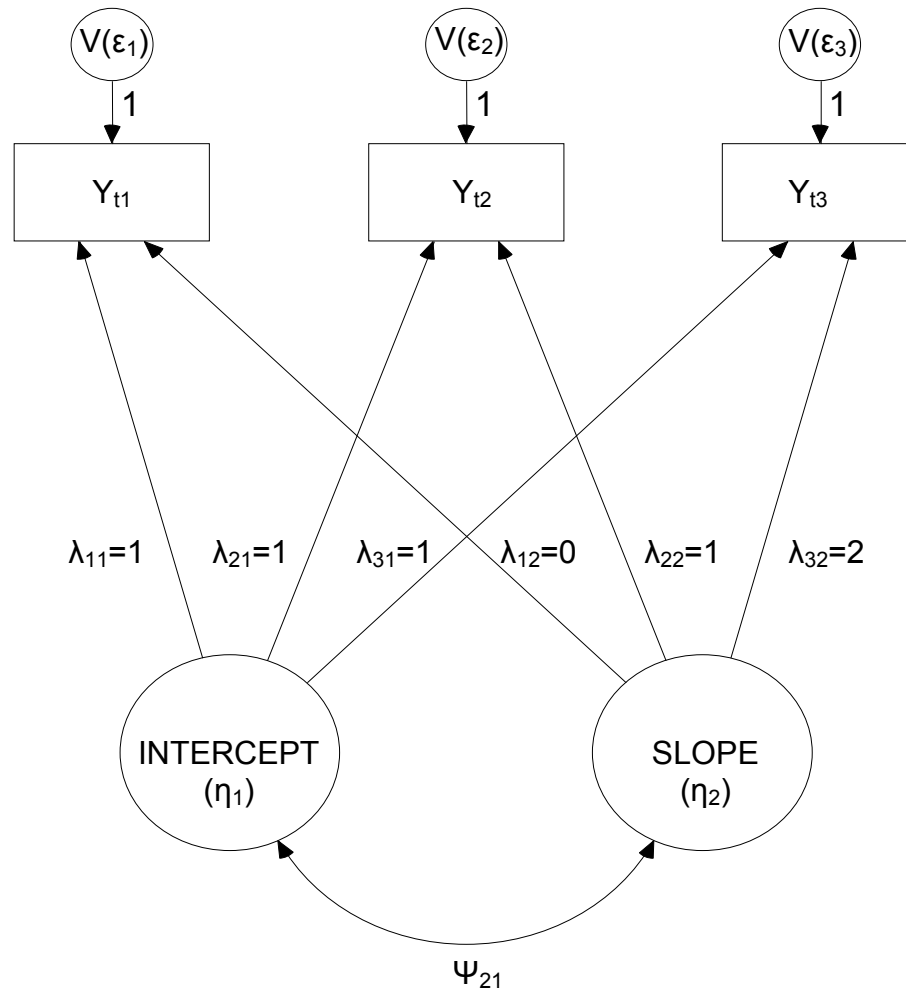 V(ε₁) V(ε₂) V(ε₃)
1 1 1
Yₜ₁ Yₜ₂ Yₜ₃
λ₁₁=1 λ₂₁=1 λ₃₁=1 λ₁₂=0 λ₂₂=1 λ₃₂=2
INTERCEPT SLOPE
(η₁) (η₂)
Ψ₂₁